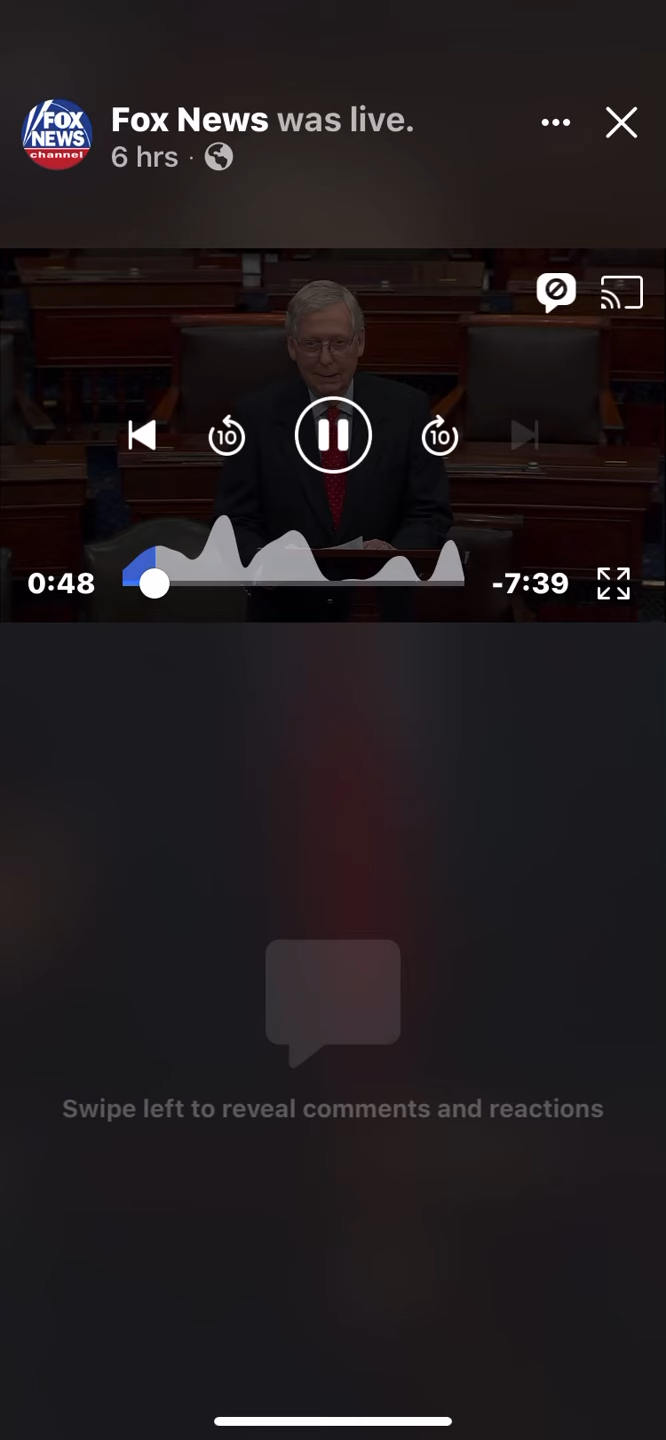 FOX
NEWS
channel
Fox News was live.
6 hrs ·
10
10
0:48
-7:39
Swipe left to reveal comments and reactions